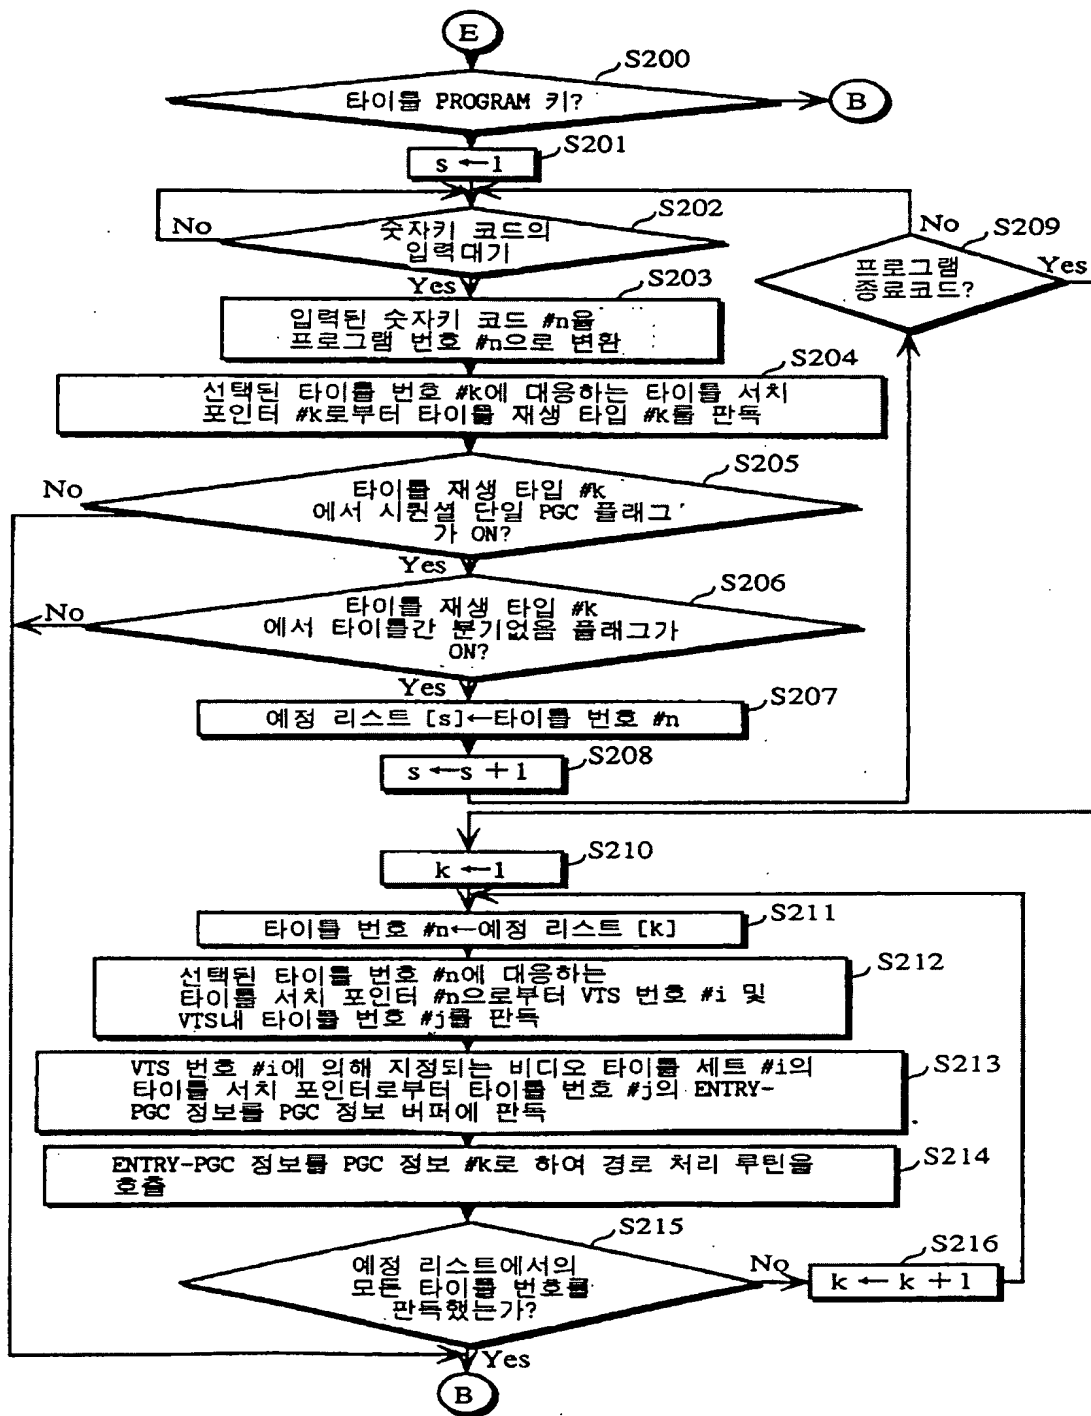 E
S200
타이틀 PROGRAM 키?
B
S201
s ← 1
S202
No
숫자키 코드의
입력대기
Yes
No
S209
프로그램
종료코드?
Yes
S203
입력된 숫자키 코드 #n을
프로그램 번호 #n으로 변환
S204
선택된 타이틀 번호 #k에 대응하는 타이틀 서치
포인터 #k로부터 타이틀 재생 타입 #k를 판독
S205
No
타이틀 재생 타입 #k
에서 시퀀셜 단일 PGC 플래그
가 ON?
Yes
S206
No
타이틀 재생 타입 #k
에서 타이틀간 분기없음 플래그가
ON?
Yes
S207
예정 리스트 [s]←타이틀 번호 #n
S208
s ← s + 1
S210
k ← 1
S211
타이틀 번호 #n←예정 리스트 [k]
S212
선택된 타이틀 번호 #n에 대응하는
타이틀 서치 포인터 #n으로부터 VTS 번호 #i 및
VTS내 타이틀 번호 #j를 판독
S213
VTS 번호 #i에 의해 지정되는 비디오 타이틀 세트 #i의
타이틀 서치 포인터로부터 타이틀 번호 #j의 ENTRY-
PGC 정보를 PGC 정보 버퍼에 판독
S214
ENTRY-PGC 정보를 PGC 정보 #k로 하여 경로 처리 루틴을
호출
S215
예정 리스트에서의
모든 타이틀 번호를
판독했는가?
No
S216
k ← k + 1
Yes
B